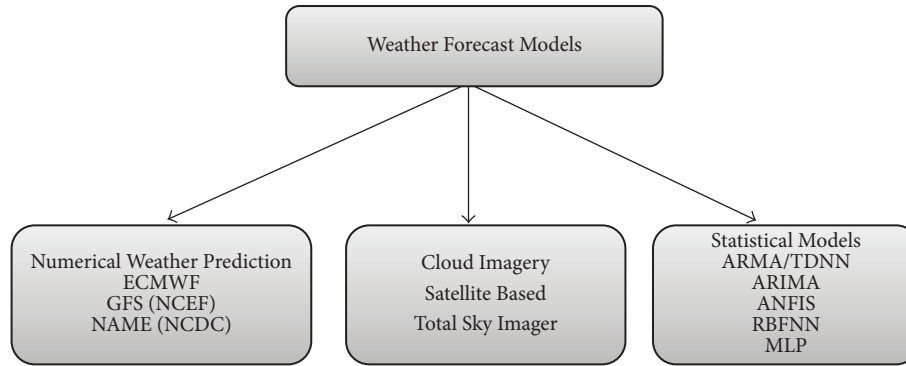 Weather Forecast Models
Numerical Weather Prediction
ECMWF
GFS (NCEF)
NAME (NCDC)
Cloud Imagery
Satellite Based
Total Sky Imager
Statistical Models
ARMA/TDNN
ARIMA
ANFIS
RBFNN
MLP